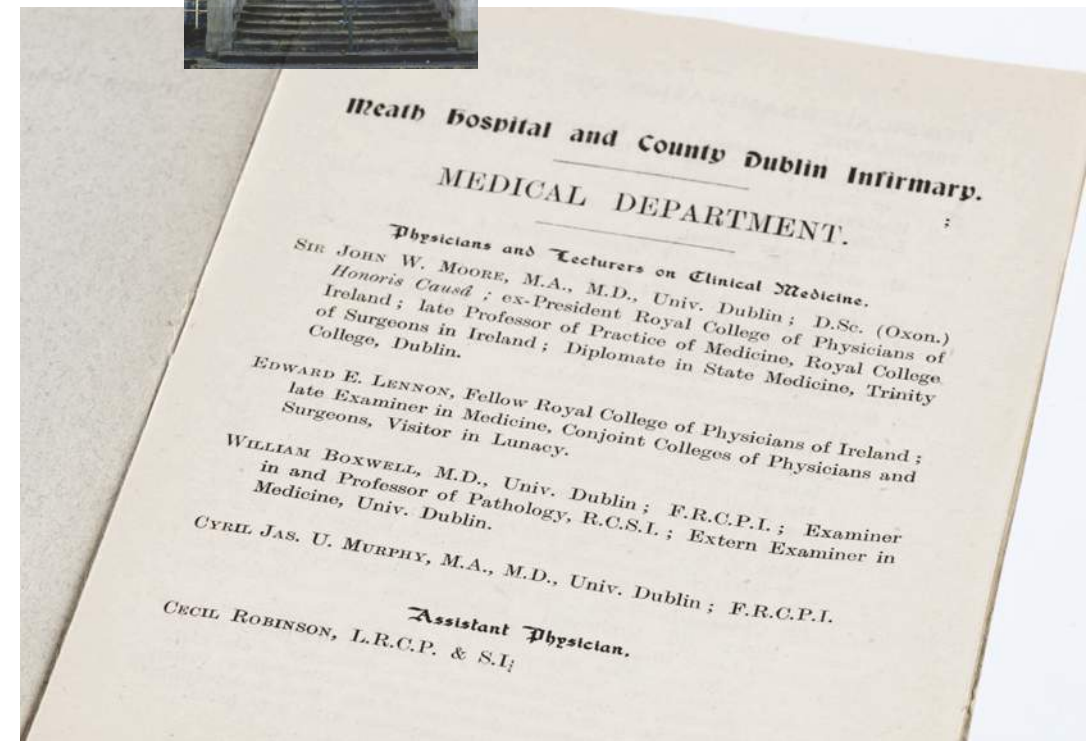 Meath Hospital and County Dublin Infirmary.
MEDICAL DEPARTMENT.
Physicians and Lecturers on Clinical Medicine.
SIR JOHN W. MOORE, M.A., M.D., Univ. Dublin ; D.Sc. (Oxon.)
Honoris Causâ ; ex-President Royal College of Physicians of
Ireland ; late Professor of Practice of Medicine, Royal College
of Surgeons in Ireland ; Diplomate in State Medicine, Trinity
College, Dublin.
EDWARD E. LENNON, Fellow Royal College of Physicians of Ireland ;
late Examiner in Medicine, Conjoint Colleges of Physicians and
Surgeons, Visitor in Lunacy.
WILLIAM BOXWELL, M.D., Univ. Dublin ; F.R.C.P.I. ; Examiner
in and Professor of Pathology, R.C.S.I. ; Extern Examiner in
Medicine, Univ. Dublin.
CYRIL JAS. U. MURPHY, M.A., M.D., Univ. Dublin ; F.R.C.P.I.
Assistant Physician.
CECIL ROBINSON, L.R.C.P. & S.I;